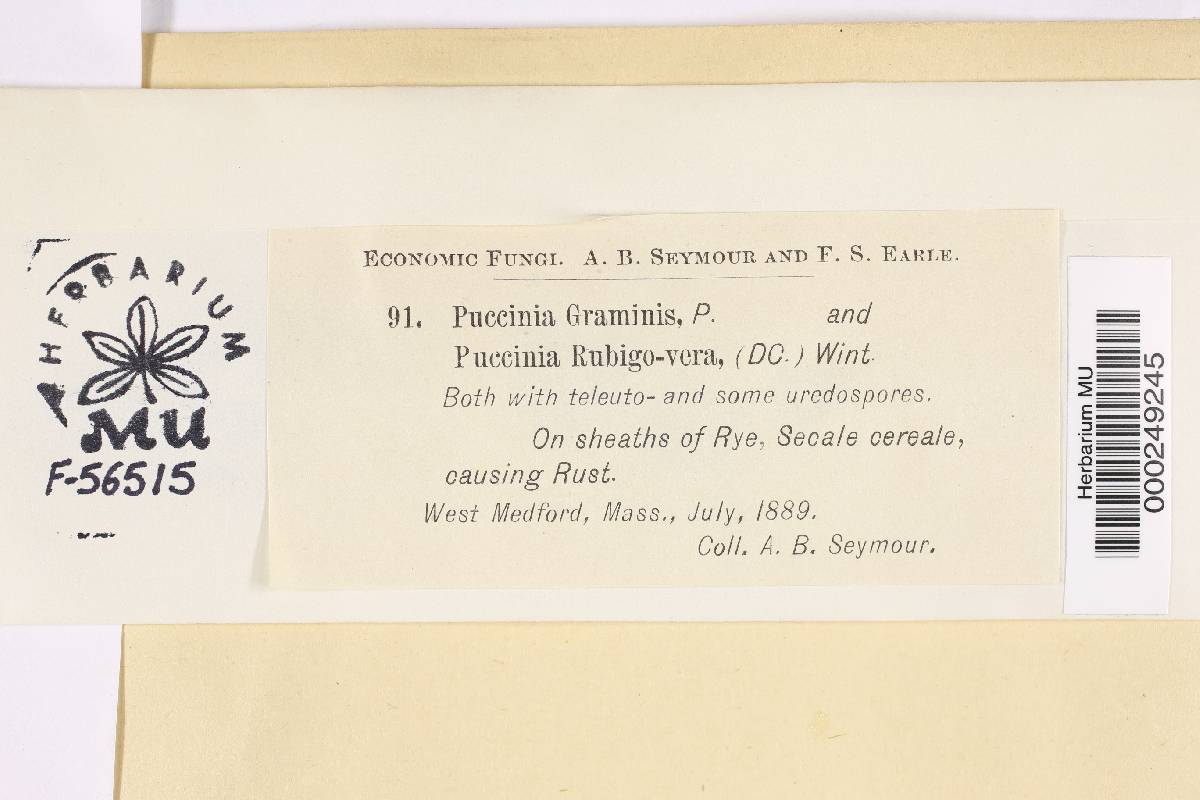 HERBARIUM
MU
F-56515
ECONOMIC FUNGI. A. B. SEYMOUR AND F. S. EARLE.
91. Puccinia Graminis, P. and
Puccinia Rubigo-vera, (DC.) Wint.
Both with teleuto- and some uredospores.
On sheaths of Rye, Secale cereale,
causing Rust.
West Medford, Mass., July, 1889.
Coll. A. B. Seymour.
Herbarium MU
000249245